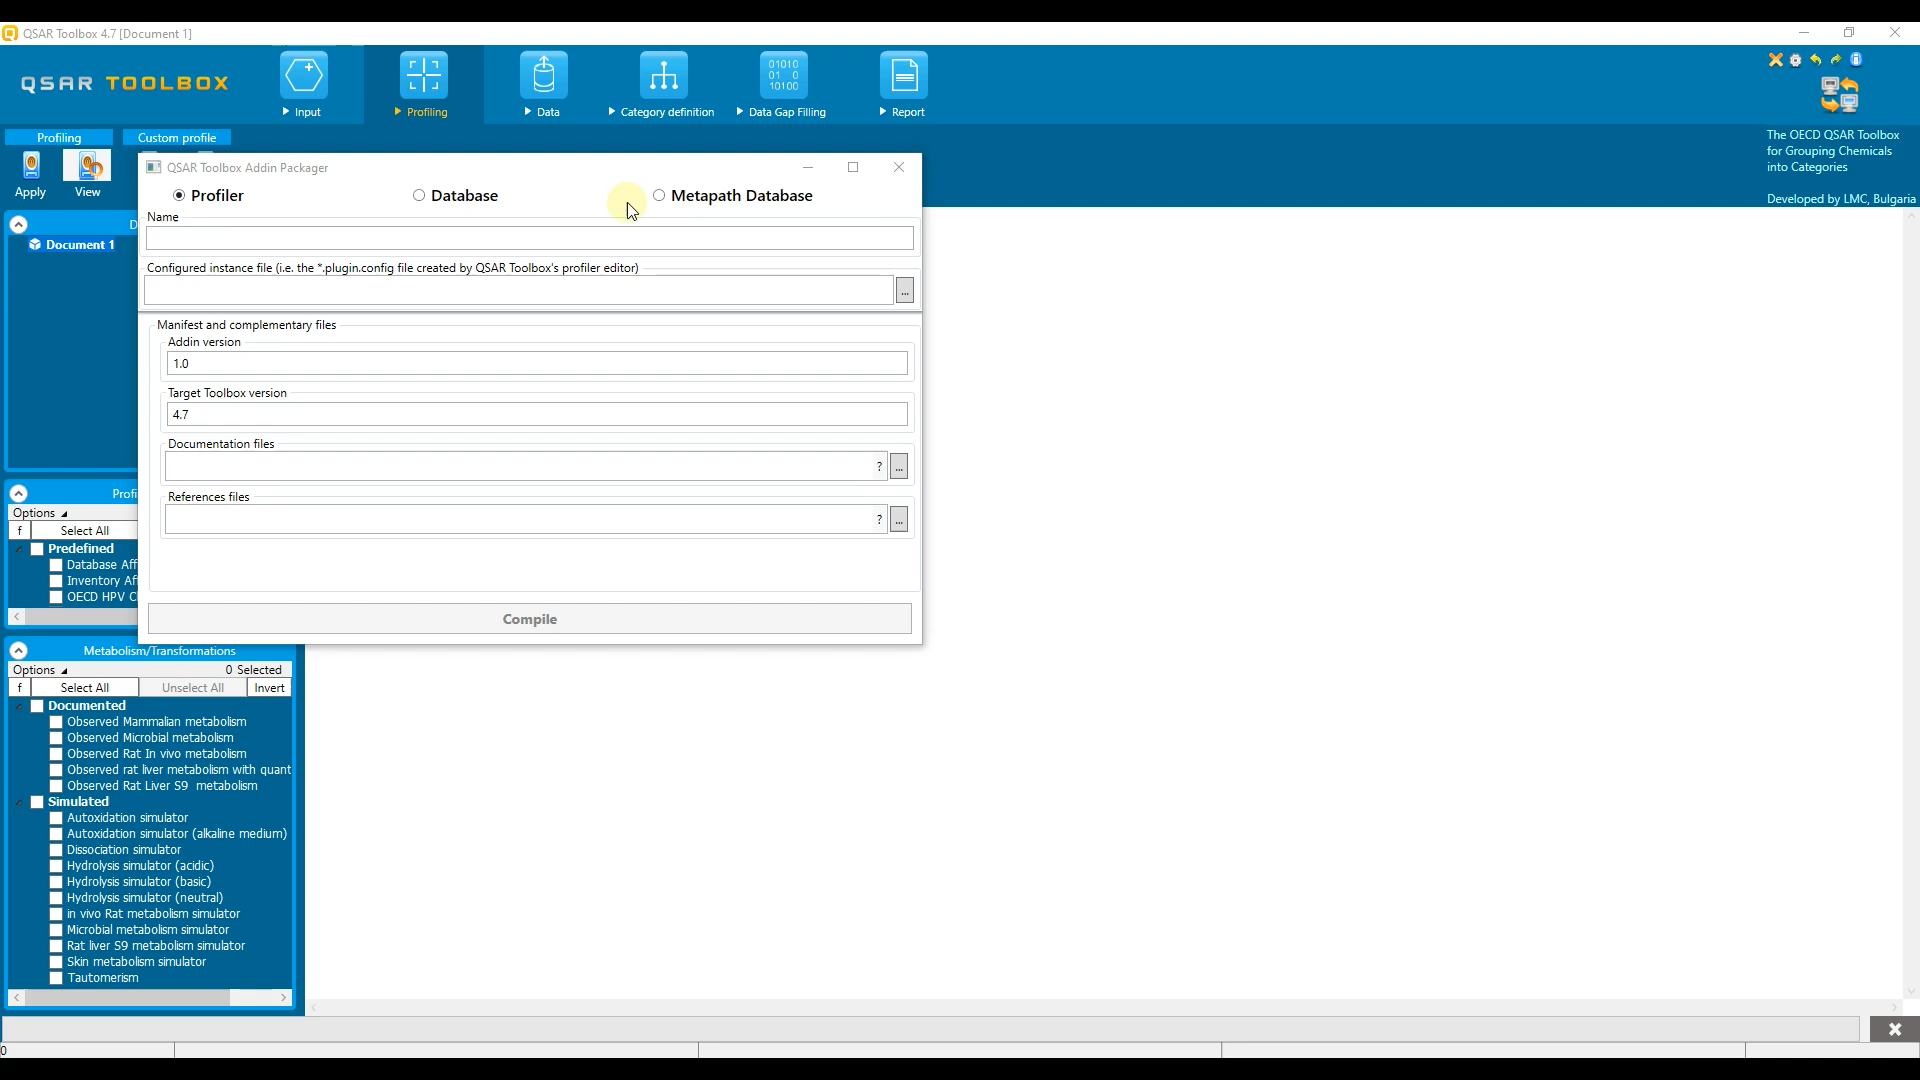 QSAR Toolbox 4.7 [Document 1]
QSAR TOOLBOX
Input
Profiling
Data
Category definition
01010
01 0
10100
Data Gap Filling
Report
The OECD QSAR Toolbox
for Grouping Chemicals
into Categories
Developed by LMC, Bulgaria
Profiling
Custom profile
Apply
View
QSAR Toolbox Addin Packager
Profiler
Database
Metapath Database
Name
Configured instance file (i.e. the *.plugin.config file created by QSAR Toolbox's profiler editor)
...
Manifest and complementary files
Addin version
1.0
Target Toolbox version
4.7
Documentation files
? ...
References files
? ...
Compile
D
Document 1
Profi
Options
f Select All
Predefined
Database Aff
Inventory Af
OECD HPV C
Metabolism/Transformations
Options 0 Selected
f Select All Unselect All Invert
Documented
Observed Mammalian metabolism
Observed Microbial metabolism
Observed Rat In vivo metabolism
Observed rat liver metabolism with quant
Observed Rat Liver S9 metabolism
Simulated
Autoxidation simulator
Autoxidation simulator (alkaline medium)
Dissociation simulator
Hydrolysis simulator (acidic)
Hydrolysis simulator (basic)
Hydrolysis simulator (neutral)
in vivo Rat metabolism simulator
Microbial metabolism simulator
Rat liver S9 metabolism simulator
Skin metabolism simulator
Tautomerism
0